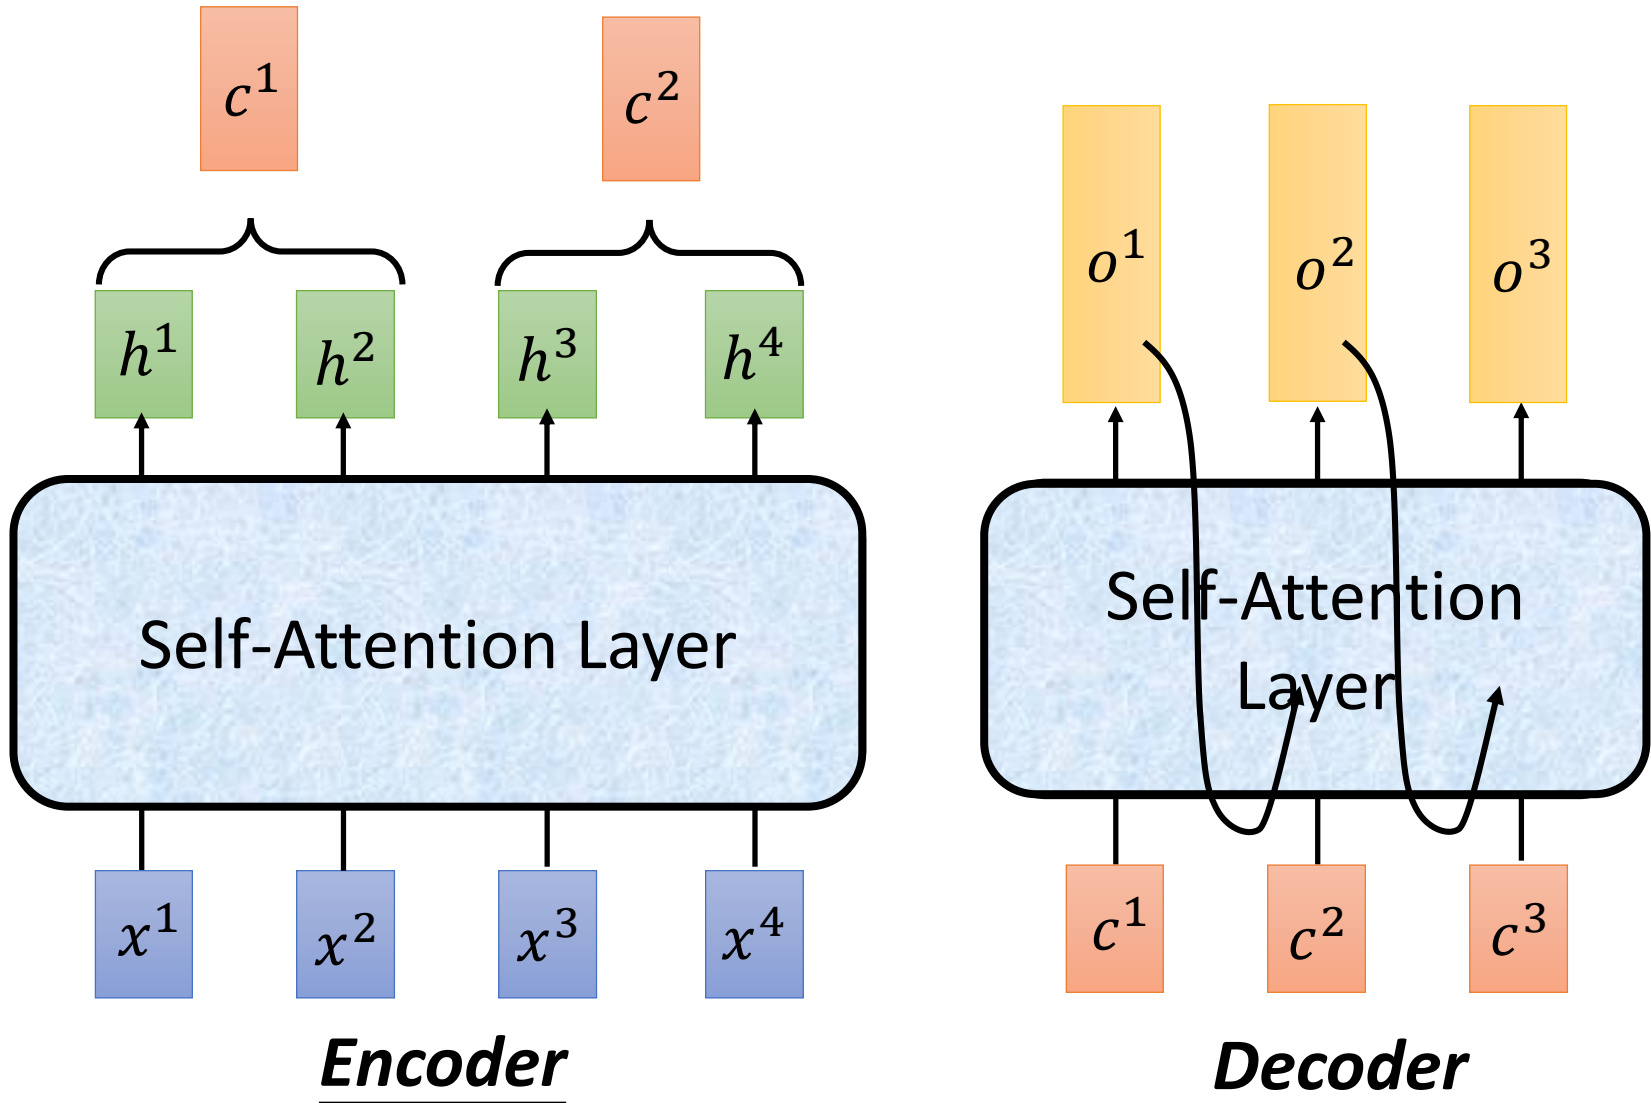 c¹ c²
h¹ h² h³ h⁴
Self-Attention Layer
x¹ x² x³ x⁴
Encoder
o¹ o² o³
Self-Attention
Layer
c¹ c² c³
Decoder